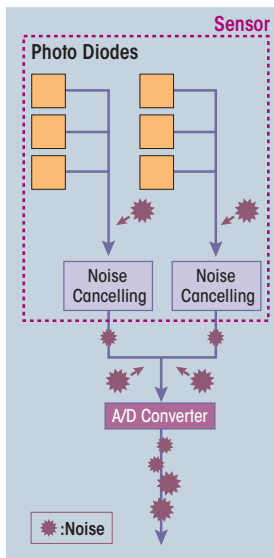 Sensor
Photo Diodes
Noise
Cancelling
Noise
Cancelling
A/D Converter
:Noise